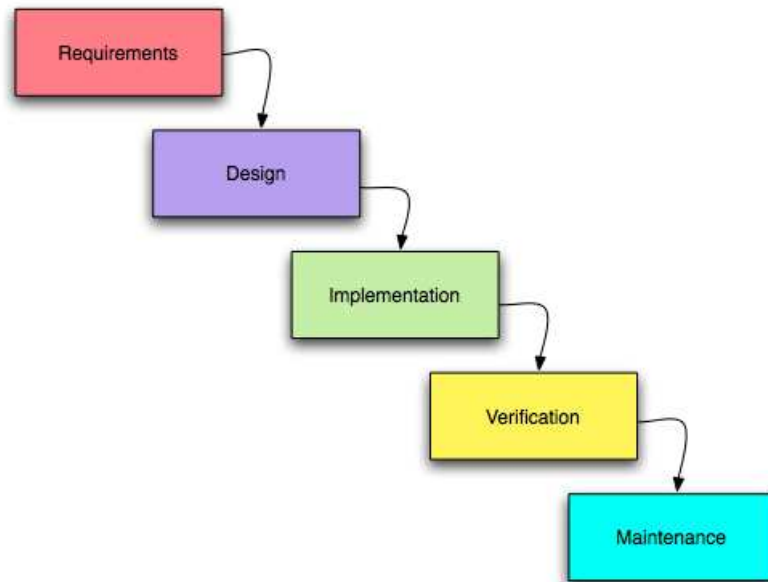 Requirements
Design
Implementation
Verification
Maintenance